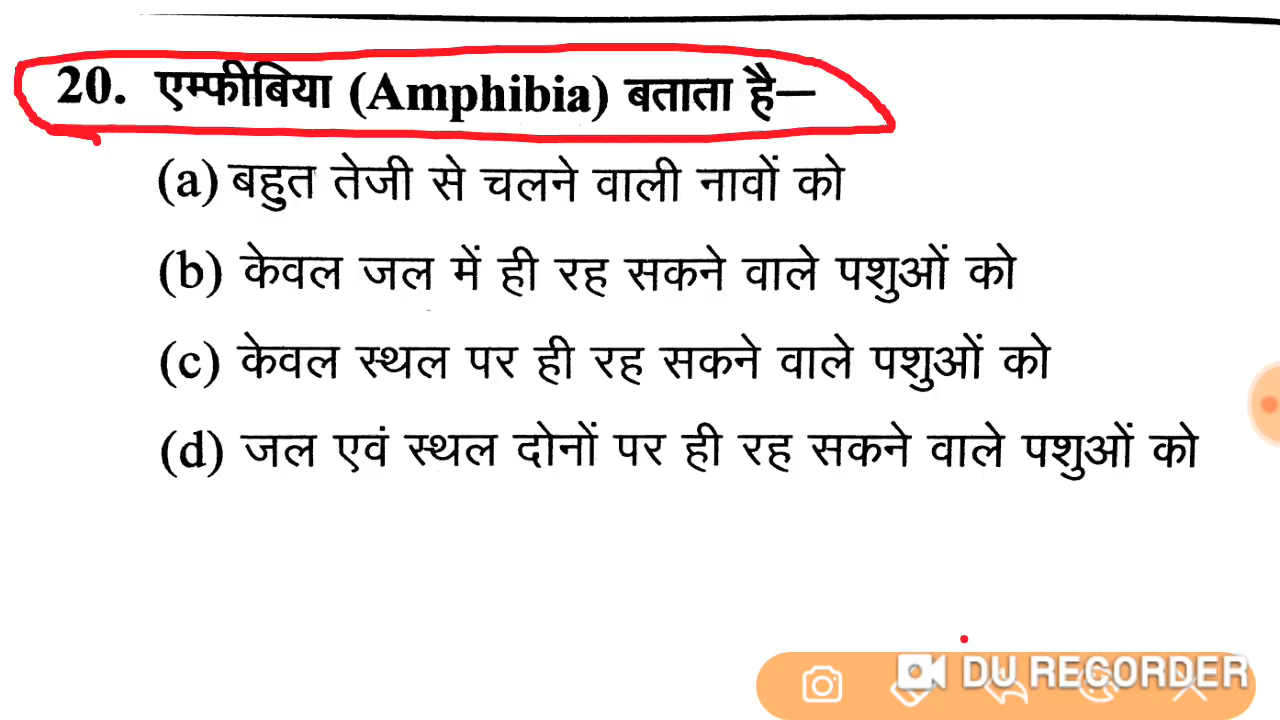 20. एम्फीबिया (Amphibia) बताता है—
(a) बहुत तेजी से चलने वाली नावों को
(b) केवल जल में ही रह सकने वाले पशुओं को
(c) केवल स्थल पर ही रह सकने वाले पशुओं को
(d) जल एवं स्थल दोनों पर ही रह सकने वाले पशुओं को
DU RECORDER